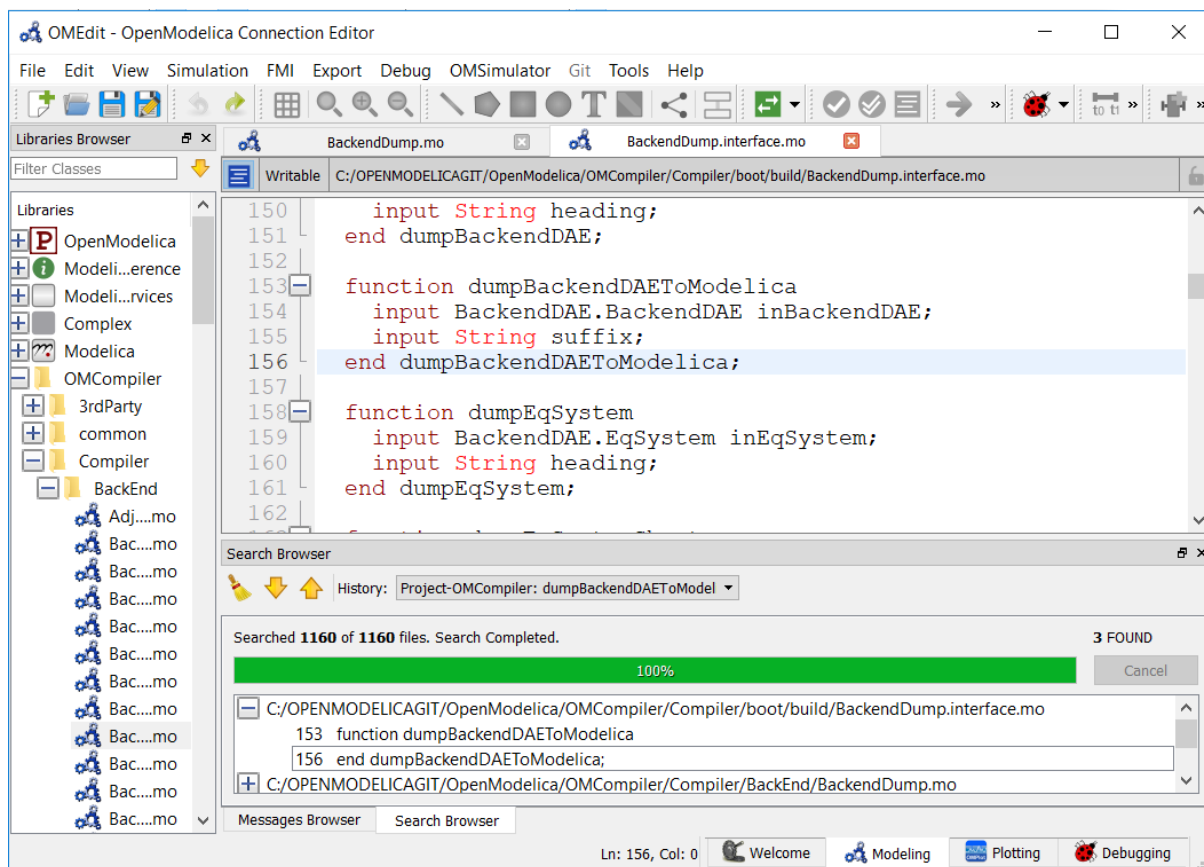 OMEdit - OpenModelica Connection Editor
File Edit View Simulation FMI Export Debug OMSimulator Git Tools Help
T to t! » »
Libraries Browser
Filter Classes
Libraries
P OpenModelica
i Modeli...erence
Modeli...rvices
Complex
Modelica
OMCompiler
3rdParty
common
Compiler
BackEnd
Adj....mo
Bac....mo
Bac....mo
Bac....mo
Bac....mo
Bac....mo
Bac....mo
Bac....mo
Bac....mo
Bac....mo
Bac....mo
Bac....mo
BackendDump.mo BackendDump.interface.mo
Writable C:/OPENMODELICAGIT/OpenModelica/OMCompiler/Compiler/boot/build/BackendDump.interface.mo
150 input String heading;
151 end dumpBackendDAE;
152
153 function dumpBackendDAEToModelica
154 input BackendDAE.BackendDAE inBackendDAE;
155 input String suffix;
156 end dumpBackendDAEToModelica;
157
158 function dumpEqSystem
159 input BackendDAE.EqSystem inEqSystem;
160 input String heading;
161 end dumpEqSystem;
162
Search Browser
History: Project-OMCompiler: dumpBackendDAEToModel
Searched 1160 of 1160 files. Search Completed. 3 FOUND
100% Cancel
C:/OPENMODELICAGIT/OpenModelica/OMCompiler/Compiler/boot/build/BackendDump.interface.mo
153 function dumpBackendDAEToModelica
156 end dumpBackendDAEToModelica;
C:/OPENMODELICAGIT/OpenModelica/OMCompiler/Compiler/BackEnd/BackendDump.mo
Messages Browser Search Browser
Ln: 156, Col: 0 Welcome Modeling Plotting Debugging